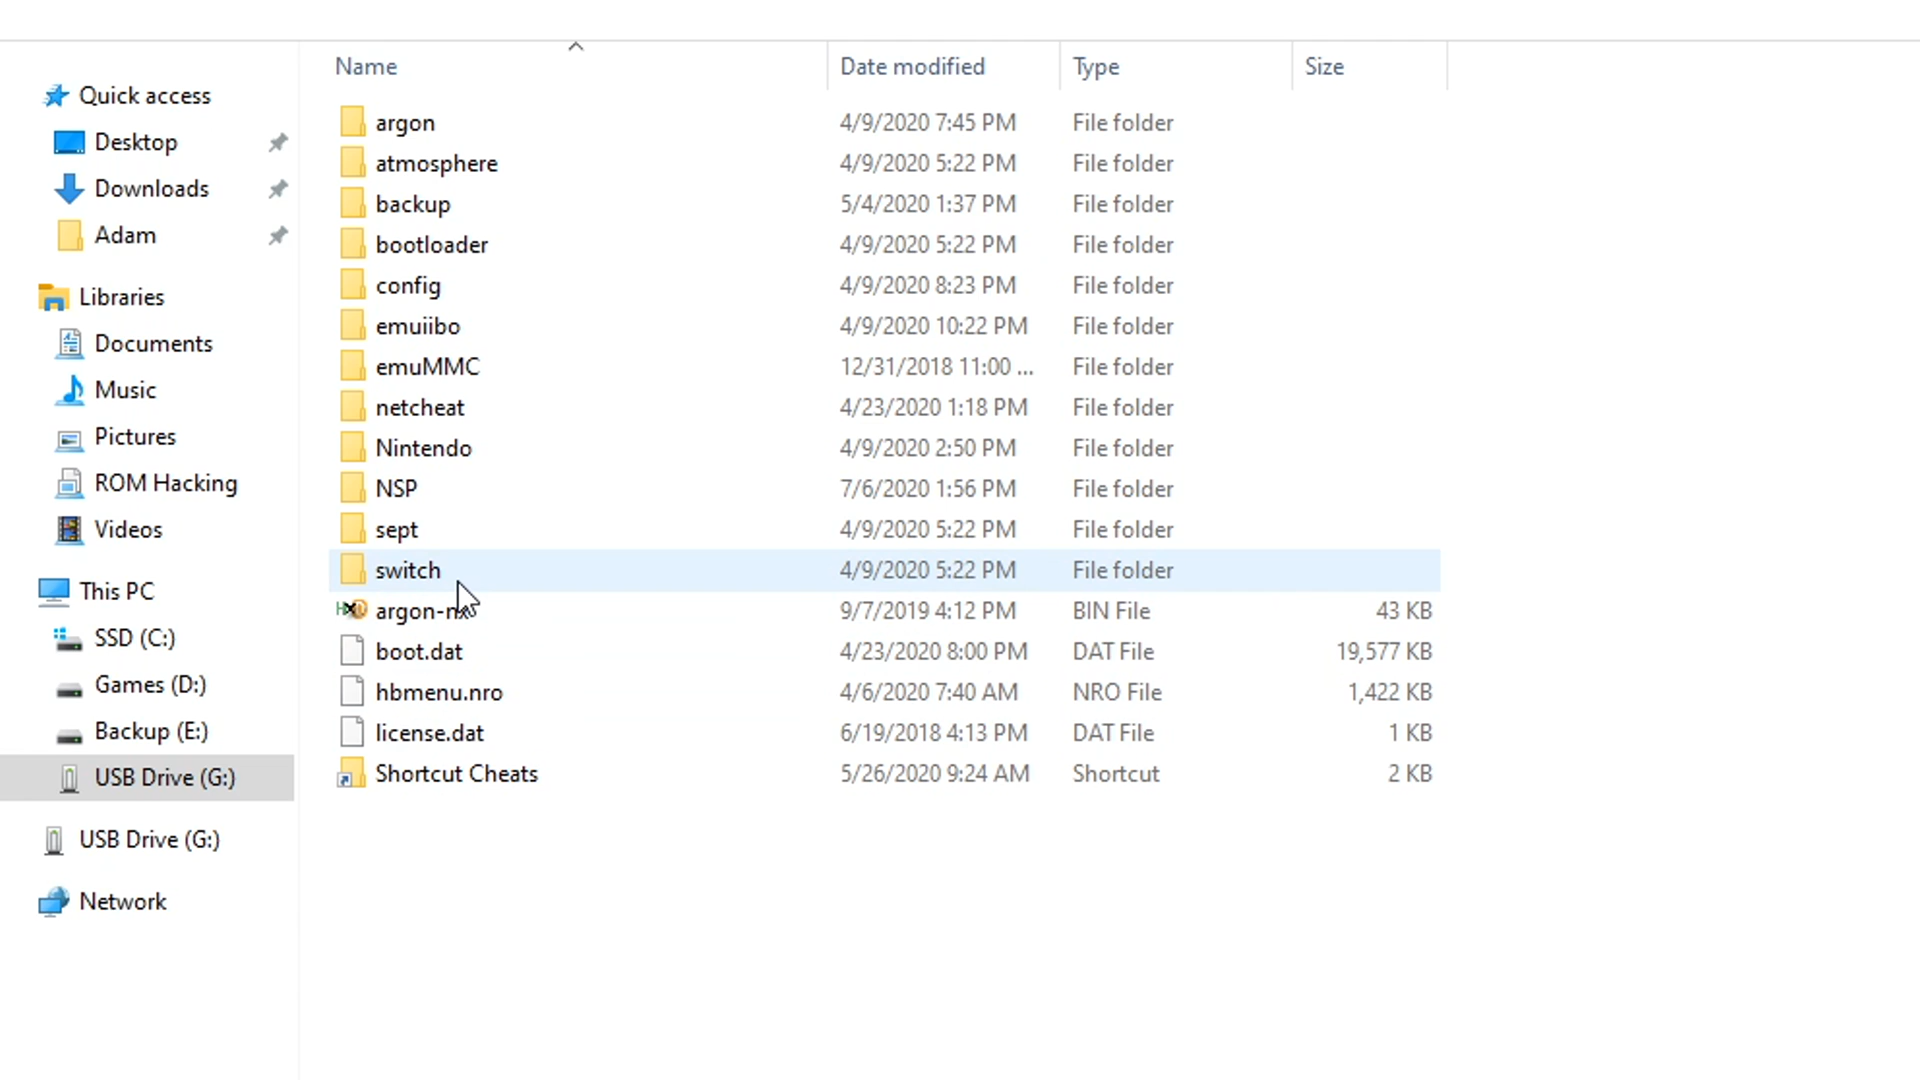 Name Date modified Type Size
Quick access
Desktop
Downloads
Adam
Libraries
Documents
Music
Pictures
ROM Hacking
Videos
This PC
SSD (C:)
Games (D:)
Backup (E:)
USB Drive (G:)
USB Drive (G:)
Network
argon 4/9/2020 7:45 PM File folder
atmosphere 4/9/2020 5:22 PM File folder
backup 5/4/2020 1:37 PM File folder
bootloader 4/9/2020 5:22 PM File folder
config 4/9/2020 8:23 PM File folder
emuiibo 4/9/2020 10:22 PM File folder
emuMMC 12/31/2018 11:00 ... File folder
netcheat 4/23/2020 1:18 PM File folder
Nintendo 4/9/2020 2:50 PM File folder
NSP 7/6/2020 1:56 PM File folder
sept 4/9/2020 5:22 PM File folder
switch 4/9/2020 5:22 PM File folder
argon-nx 9/7/2019 4:12 PM BIN File 43 KB
boot.dat 4/23/2020 8:00 PM DAT File 19,577 KB
hbmenu.nro 4/6/2020 7:40 AM NRO File 1,422 KB
license.dat 6/19/2018 4:13 PM DAT File 1 KB
Shortcut Cheats 5/26/2020 9:24 AM Shortcut 2 KB